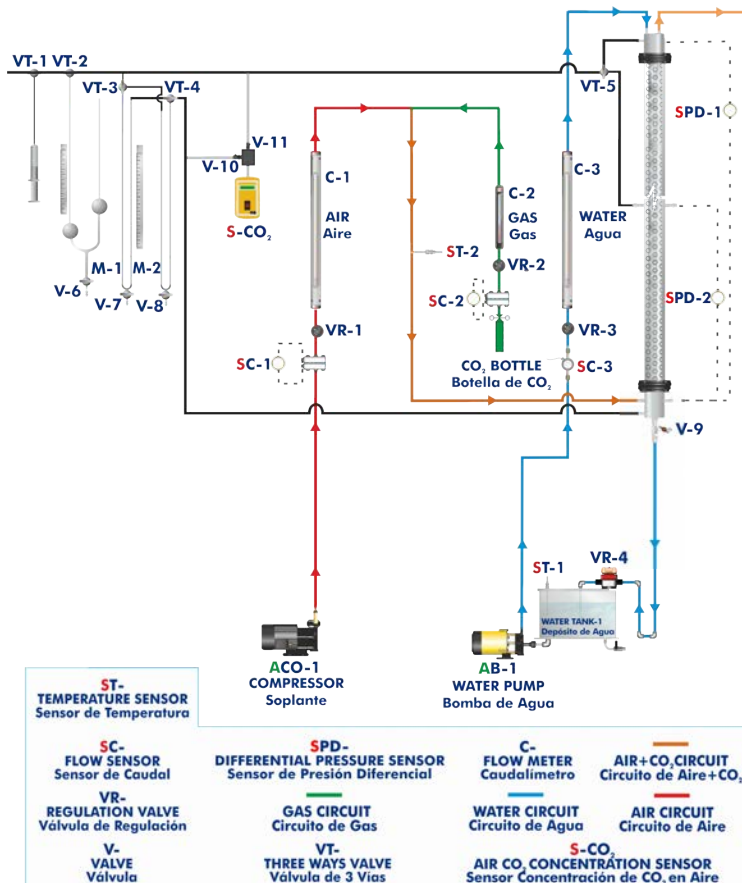 VT-1
VT-2
VT-3
VT-4
VT-5
SPD-1
V-11
V-10
S-CO₂
C-1
AIR
Aire
C-2
GAS
Gas
C-3
WATER
Agua
ST-2
VR-2
SC-2
SPD-2
M-1
M-2
V-6
V-7
V-8
VR-1
SC-1
VR-3
SC-3
CO₂ BOTTLE
Botella de CO₂
V-9
ST-1
VR-4
WATER TANK-1
Depósito de Agua
ACO-1
COMPRESSOR
Soplante
AB-1
WATER PUMP
Bomba de Agua
ST-
TEMPERATURE SENSOR
Sensor de Temperatura
SC-
FLOW SENSOR
Sensor de Caudal
SPD-
DIFFERENTIAL PRESSURE SENSOR
Sensor de Presión Diferencial
C-
FLOW METER
Caudalímetro
AIR+CO₂CIRCUIT
Circuito de Aire+CO₂
VR-
REGULATION VALVE
Válvula de Regulación
GAS CIRCUIT
Circuito de Gas
WATER CIRCUIT
Circuito de Agua
AIR CIRCUIT
Circuito de Aire
V-
VALVE
Válvula
VT-
THREE WAYS VALVE
Válvula de 3 Vías
S-CO₂
AIR CO₂ CONCENTRATION SENSOR
Sensor Concentración de CO₂ en Aire